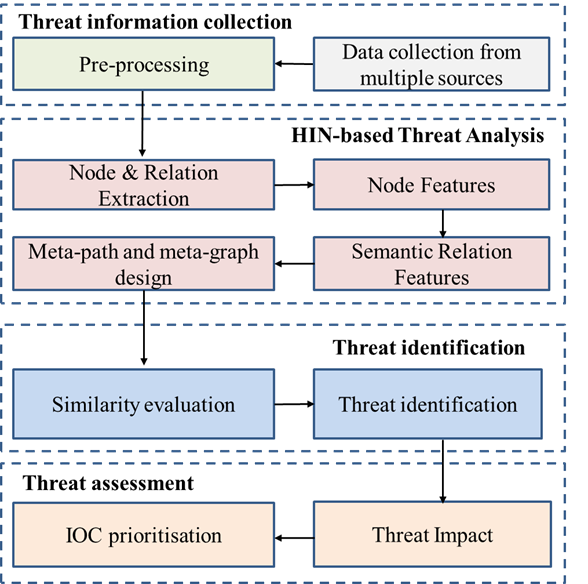 Threat information collection
Pre-processing
Data collection from
multiple sources
HIN-based Threat Analysis
Node & Relation
Extraction
Node Features
Meta-path and meta-graph
design
Semantic Relation
Features
Threat identification
Similarity evaluation
Threat identification
Threat assessment
IOC prioritisation
Threat Impact